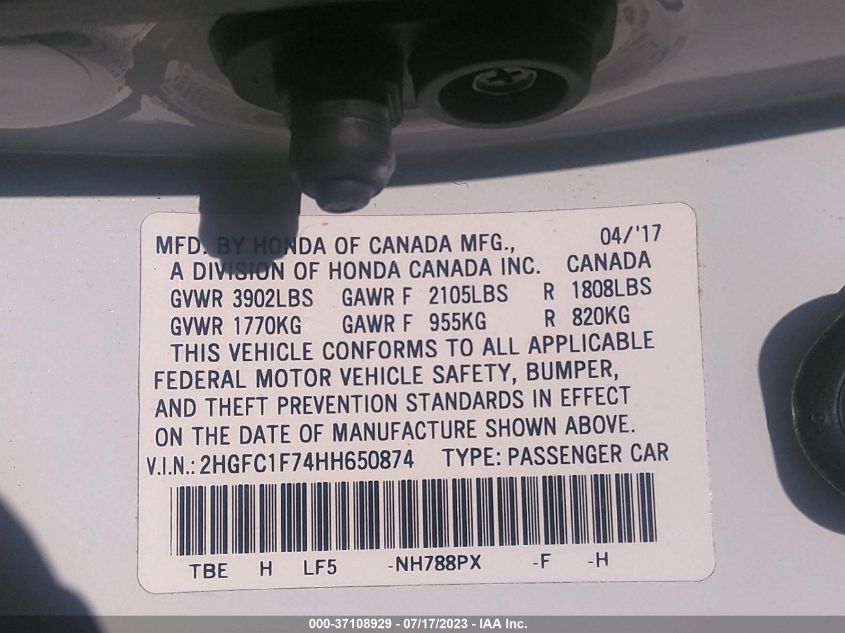 MFD. BY HONDA OF CANADA MFG., 04/'17
A DIVISION OF HONDA CANADA INC. CANADA
GVWR 3902LBS GAWR F 2105LBS R 1808LBS
GVWR 1770KG GAWR F 955KG R 820KG
THIS VEHICLE CONFORMS TO ALL APPLICABLE
FEDERAL MOTOR VEHICLE SAFETY, BUMPER,
AND THEFT PREVENTION STANDARDS IN EFFECT
ON THE DATE OF MANUFACTURE SHOWN ABOVE.
V.I.N.: 2HGFC1F74HH650874 TYPE: PASSENGER CAR
TBE H LF5 -NH788PX -F -H
000-37108929 - 07/17/2023 - IAA Inc.